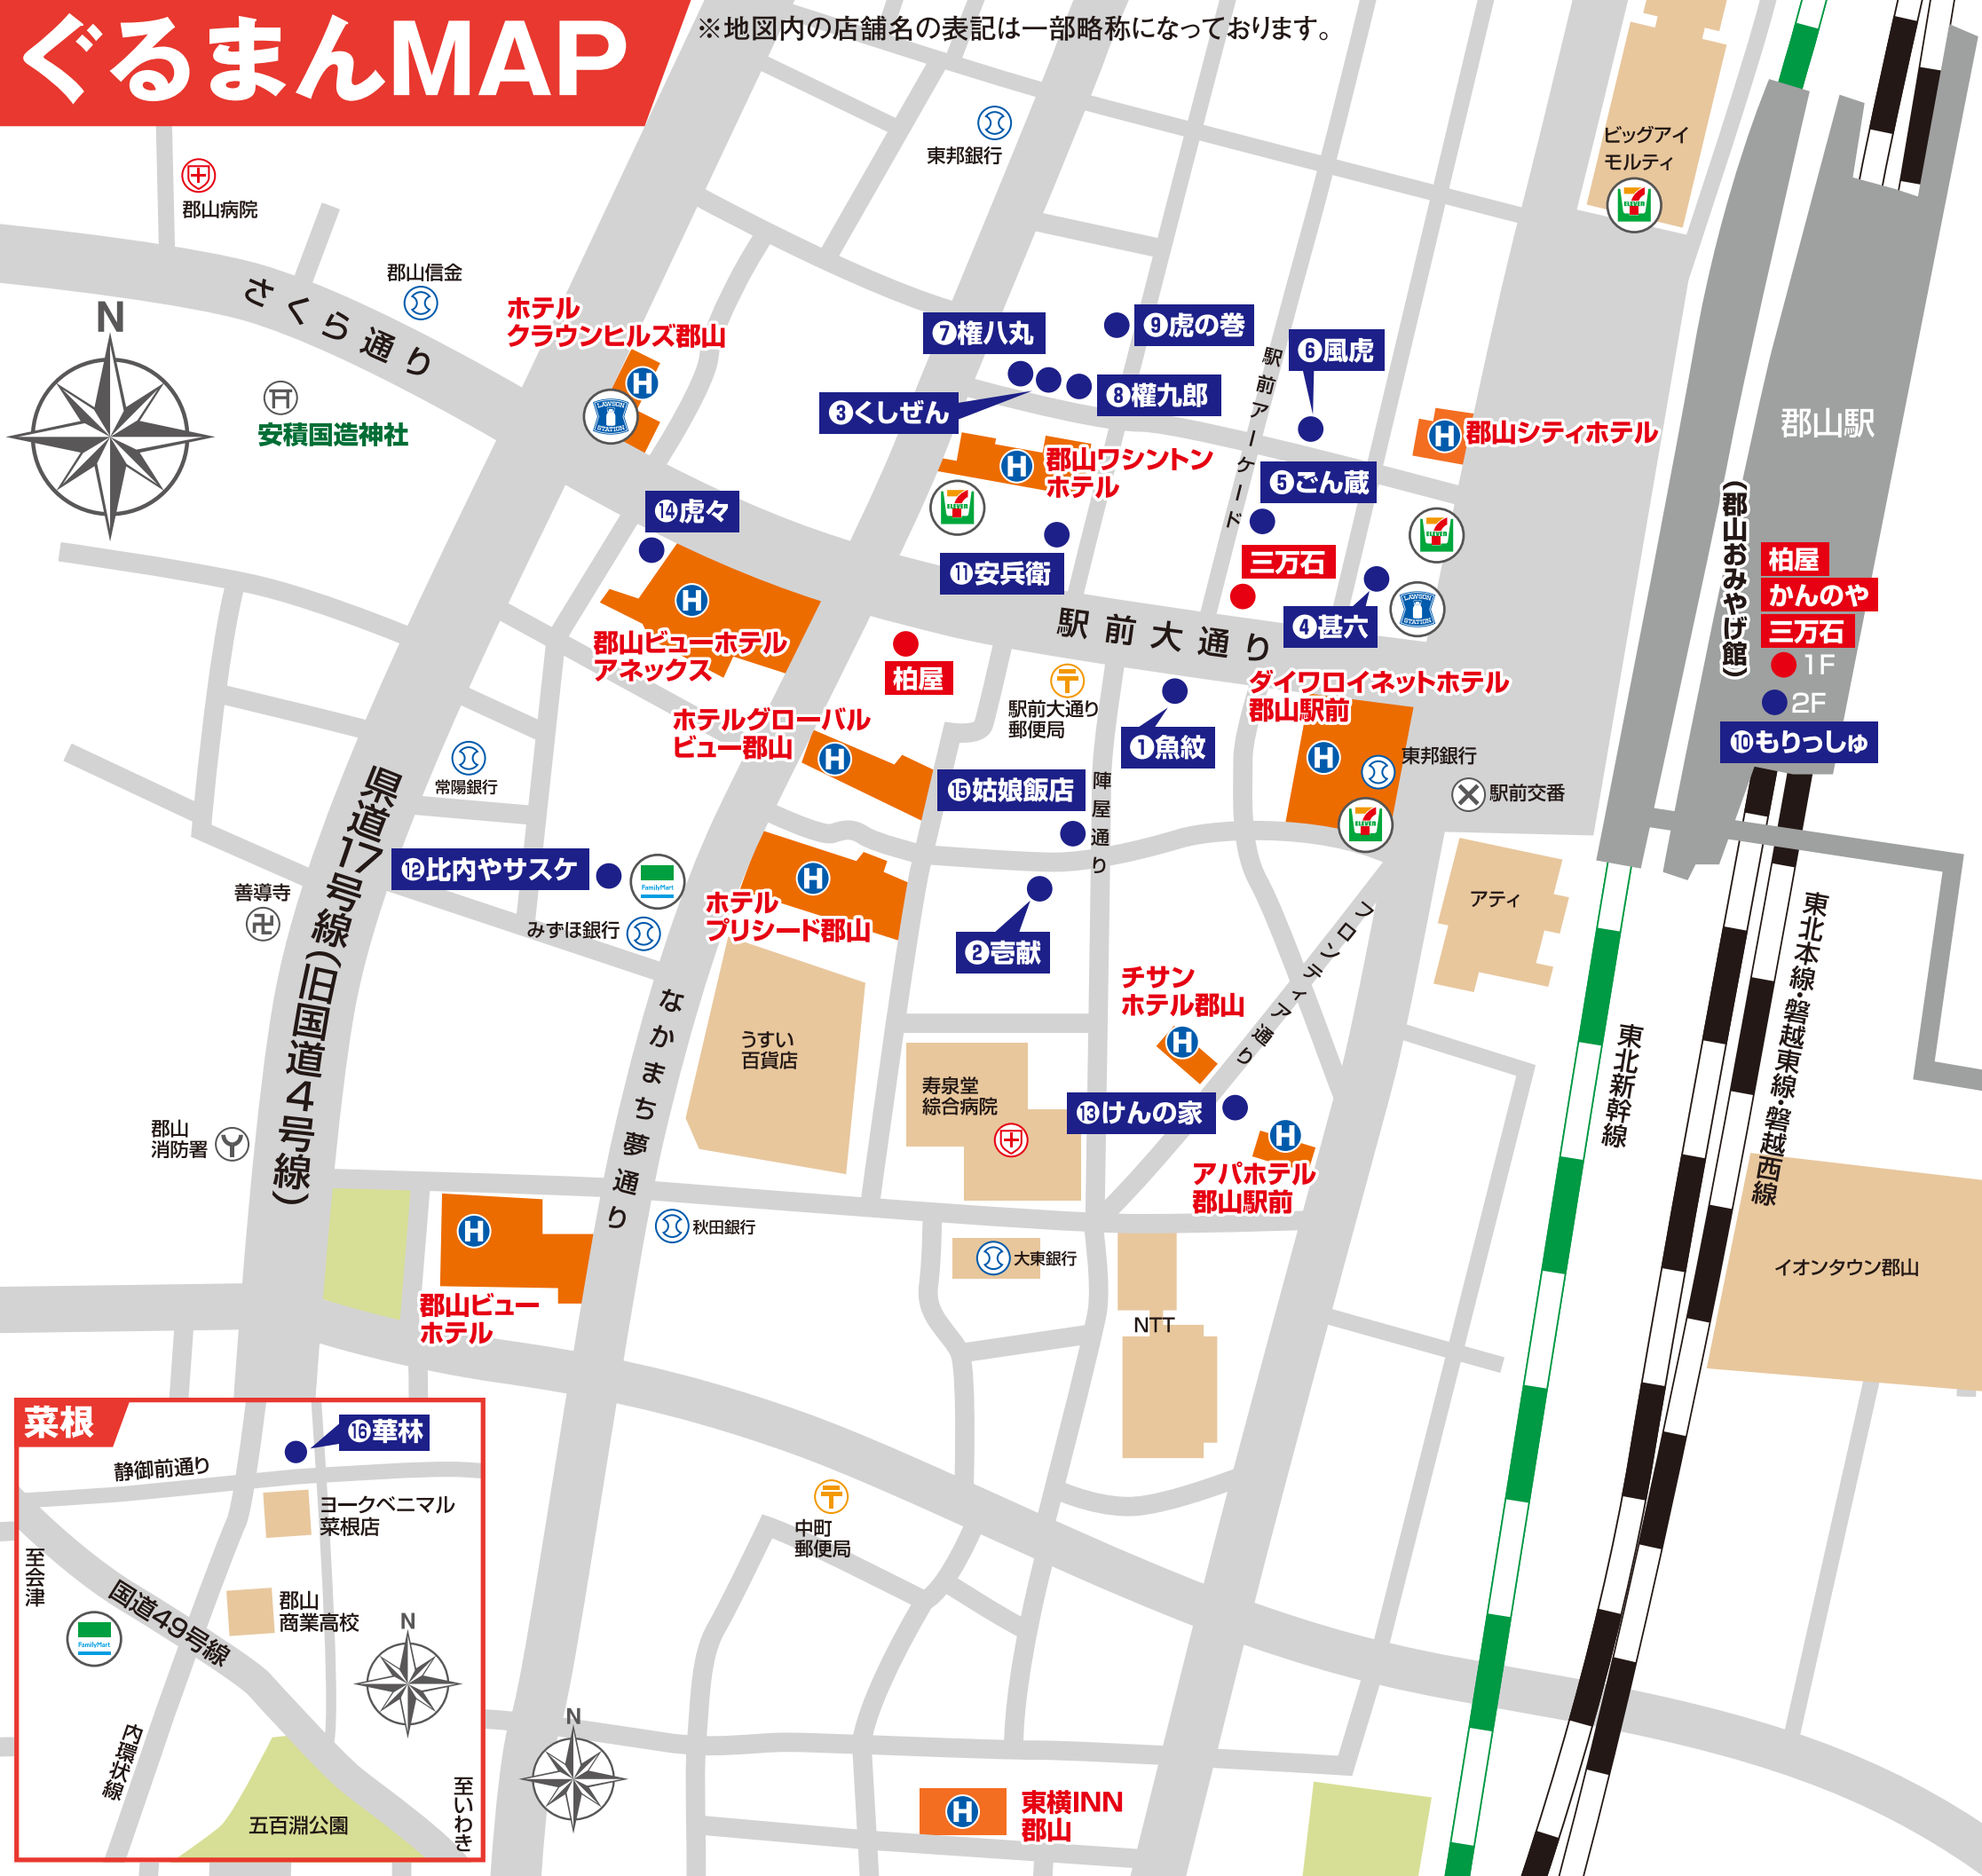 ぐるまんMAP
※地図内の店舗名の表記は一部略称になっております。
東邦銀行
ビッグアイ
モルティ
郡山病院
郡山信金
さくら通り
N
安積国造神社
ホテル
クラウンヒルズ郡山
LAWSON
STATION
❼権八丸
❾虎の巻
❸くしぜん
❽權九郎
駅前アーケード
❻風虎
郡山シティホテル
郡山駅
郡山ワシントン
ホテル
❺ごん蔵
⓮虎々
⓫安兵衛
三万石
❹甚六
LAWSON
STATION
(郡山おみやげ館)
柏屋
かんのや
三万石
1F
2F
❿もりっしゅ
駅前大通り
郡山ビューホテル
アネックス
柏屋
駅前大通り
郵便局
❶魚紋
ダイワロイネットホテル
郡山駅前
東邦銀行
駅前交番
ホテルグローバル
ビュー郡山
常陽銀行
県道17号線(旧国道4号線)
⓯姑娘飯店
陣屋通り
⓬比内やサスケ
FamilyMart
みずほ銀行
善導寺
ホテル
プリシード郡山
❷壱献
アティ
フロンティア通り
チサン
ホテル郡山
なかまち夢通り
うすい
百貨店
寿泉堂
綜合病院
⓭けんの家
アパホテル
郡山駅前
東北新幹線
東北本線・磐越東線・磐越西線
郡山
消防署
秋田銀行
大東銀行
NTT
イオンタウン郡山
郡山ビュー
ホテル
中町
郵便局
菜根
⓰華林
静御前通り
ヨークベニマル
菜根店
至会津
国道49号線
郡山
商業高校
FamilyMart
N
内環状線
五百淵公園
至いわき
N
東横INN
郡山